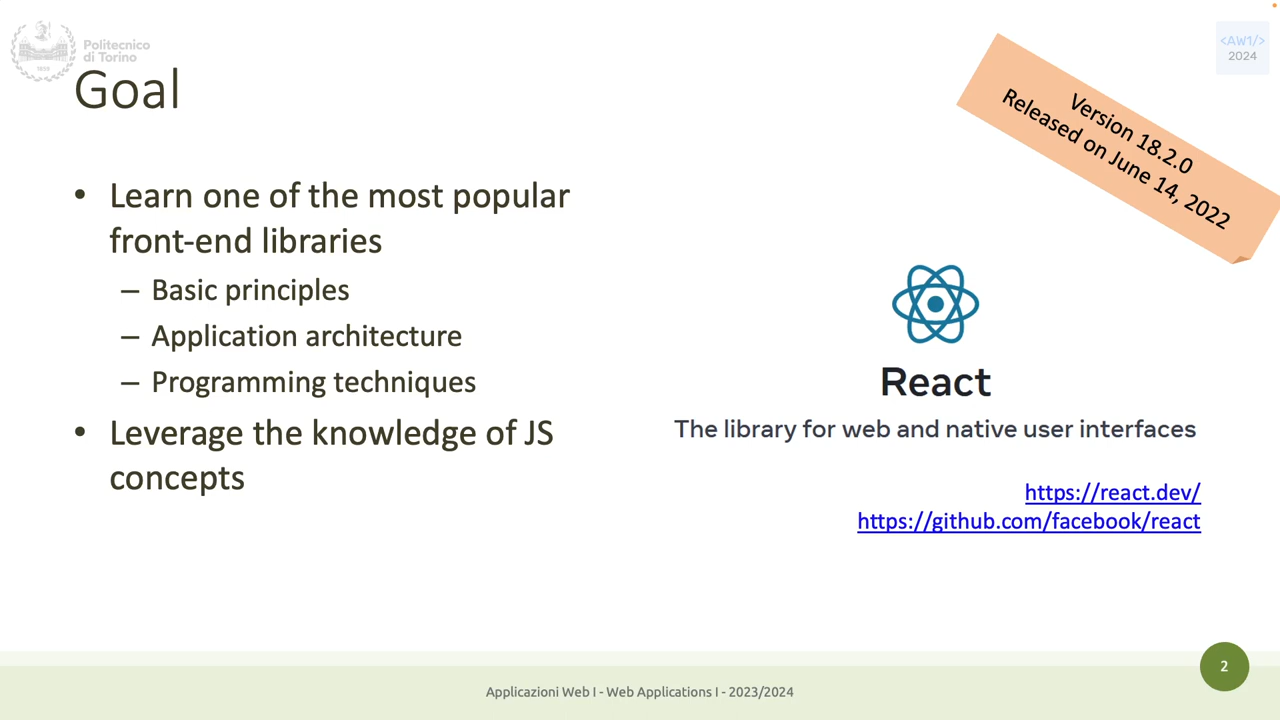 Politecnico
di Torino
1859
<AW1/>
2024
Goal
Version 18.2.0
Released on June 14, 2022
• Learn one of the most popular
front-end libraries
– Basic principles
– Application architecture
– Programming techniques
• Leverage the knowledge of JS
concepts
React
The library for web and native user interfaces
https://react.dev/
https://github.com/facebook/react
Applicazioni Web I - Web Applications I - 2023/2024
2